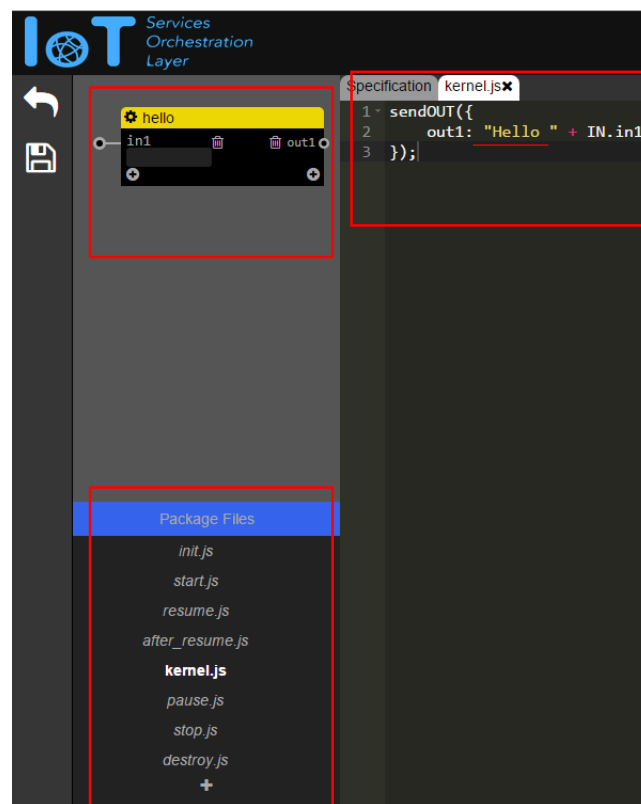 IoT Services
Orchestration
Layer
hello
in1 out1
Specification kernel.js✖
1 sendOUT({
2 out1: "Hello " + IN.in1
3 });
Package Files
init.js
start.js
resume.js
after_resume.js
kernel.js
pause.js
stop.js
destroy.js
+